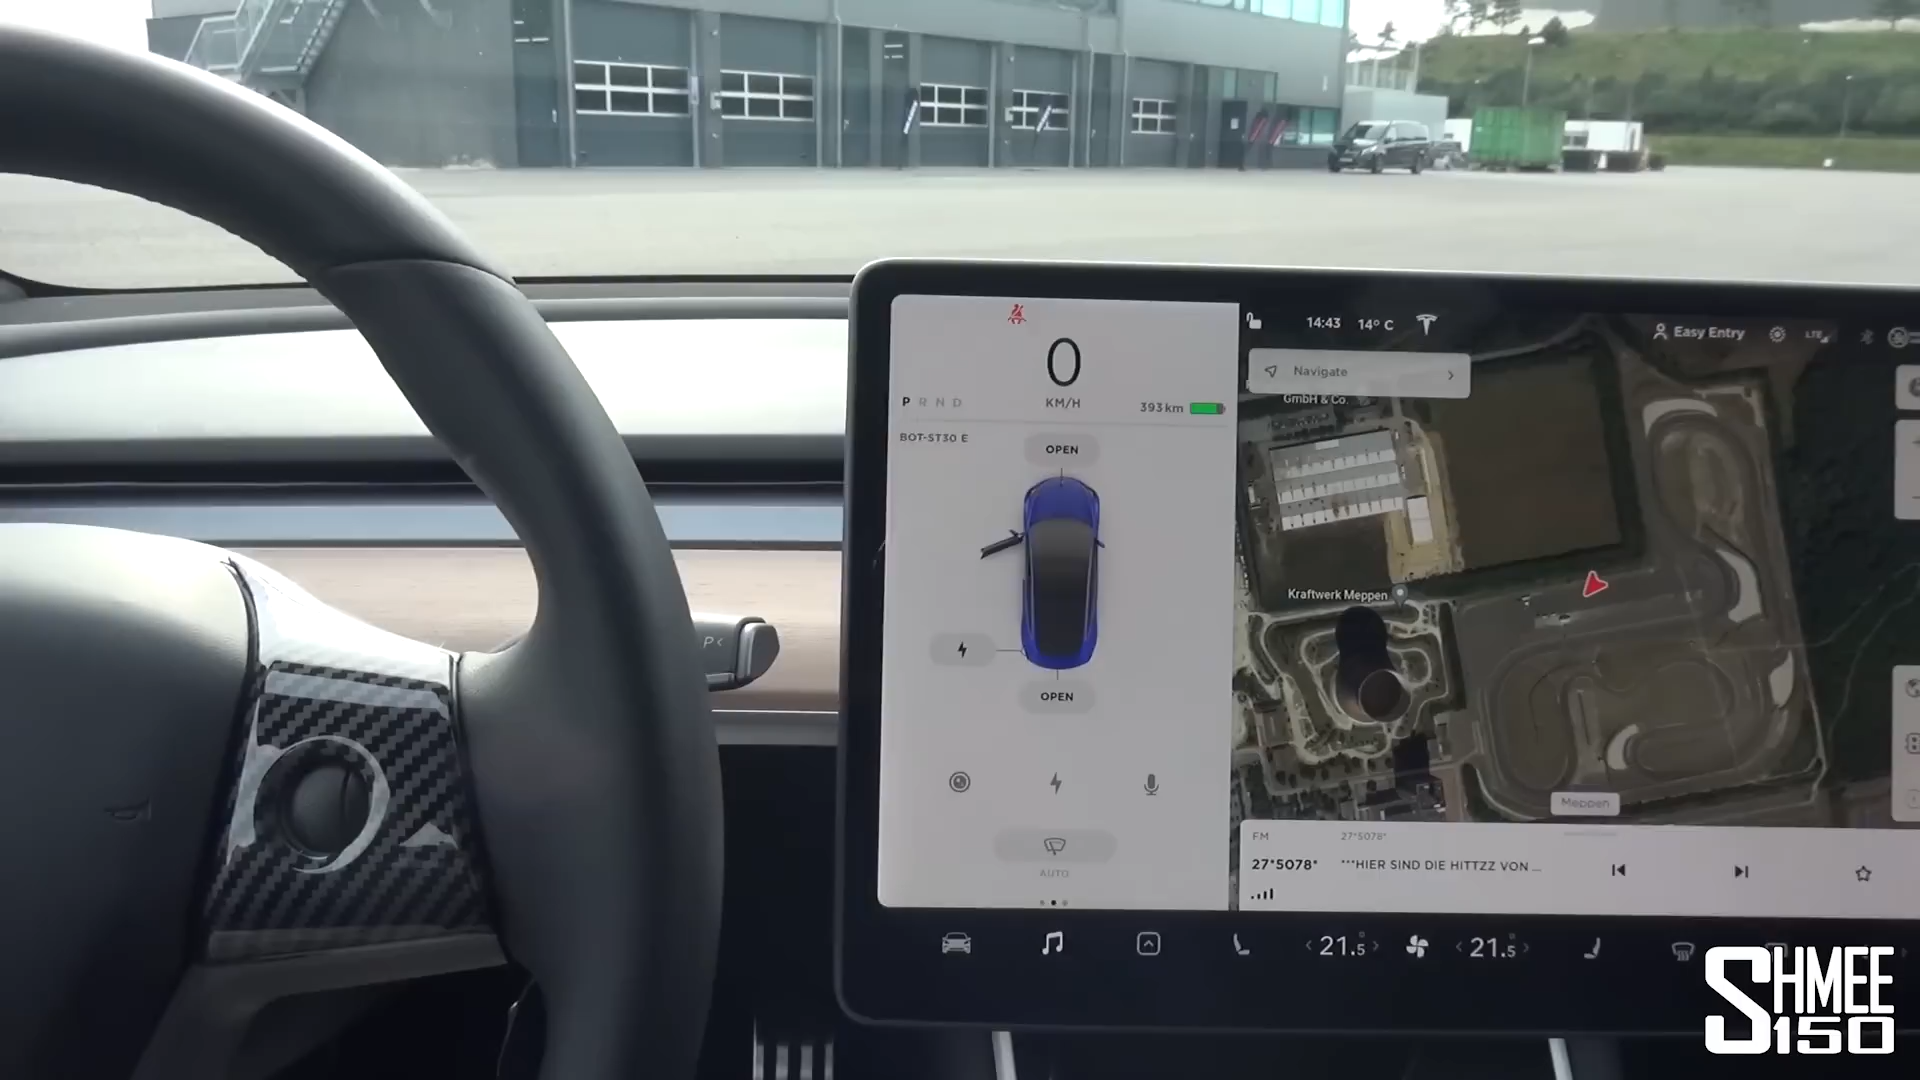 0
KM/H
P R N D
393 km
BOT-ST30 E
OPEN
OPEN
AUTO
14:43 14° C
Easy Entry
LTE
Navigate
GmbH & Co.
Kraftwerk Meppen
Meppen
FM 27*5078*
27*5078* ***HIER SIND DIE HITTZZ VON ...
21.5
21.5
P
SHMEE
150